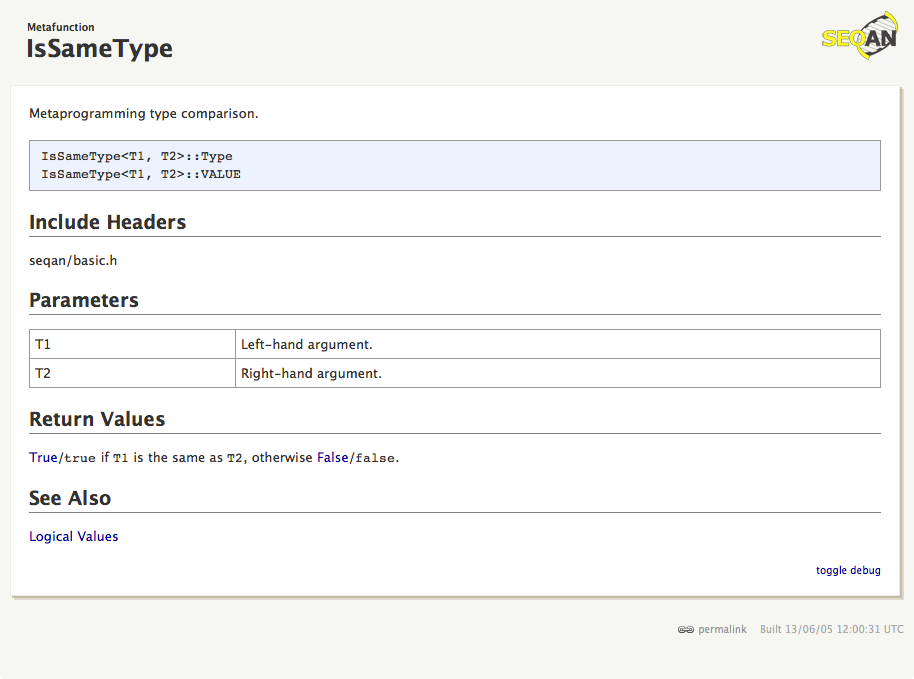 Metafunction
IsSameType
SEQAN
Metaprogramming type comparison.
IsSameType<T1, T2>::Type
IsSameType<T1, T2>::VALUE
Include Headers
seqan/basic.h
Parameters
T1 Left-hand argument.
T2 Right-hand argument.
Return Values
True/true if T1 is the same as T2, otherwise False/false.
See Also
Logical Values
toggle debug
permalink Built 13/06/05 12:00:31 UTC